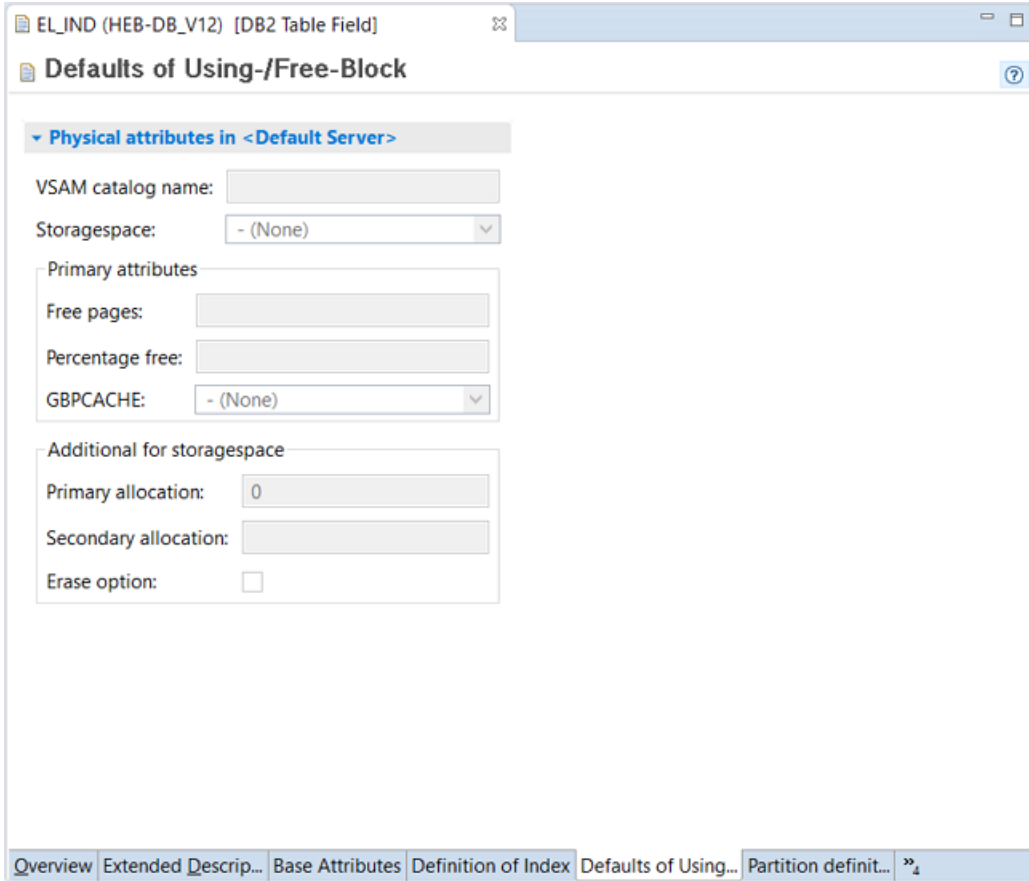 EL_IND (HEB-DB_V12) [DB2 Table Field]
Defaults of Using-/Free-Block
Physical attributes in <Default Server>
VSAM catalog name:
Storagespace: - (None)
Primary attributes
Free pages:
Percentage free:
GBPCACHE: - (None)
Additional for storagespace
Primary allocation: 0
Secondary allocation:
Erase option:
Overview Extended Descrip... Base Attributes Definition of Index Defaults of Using... Partition definit... »4